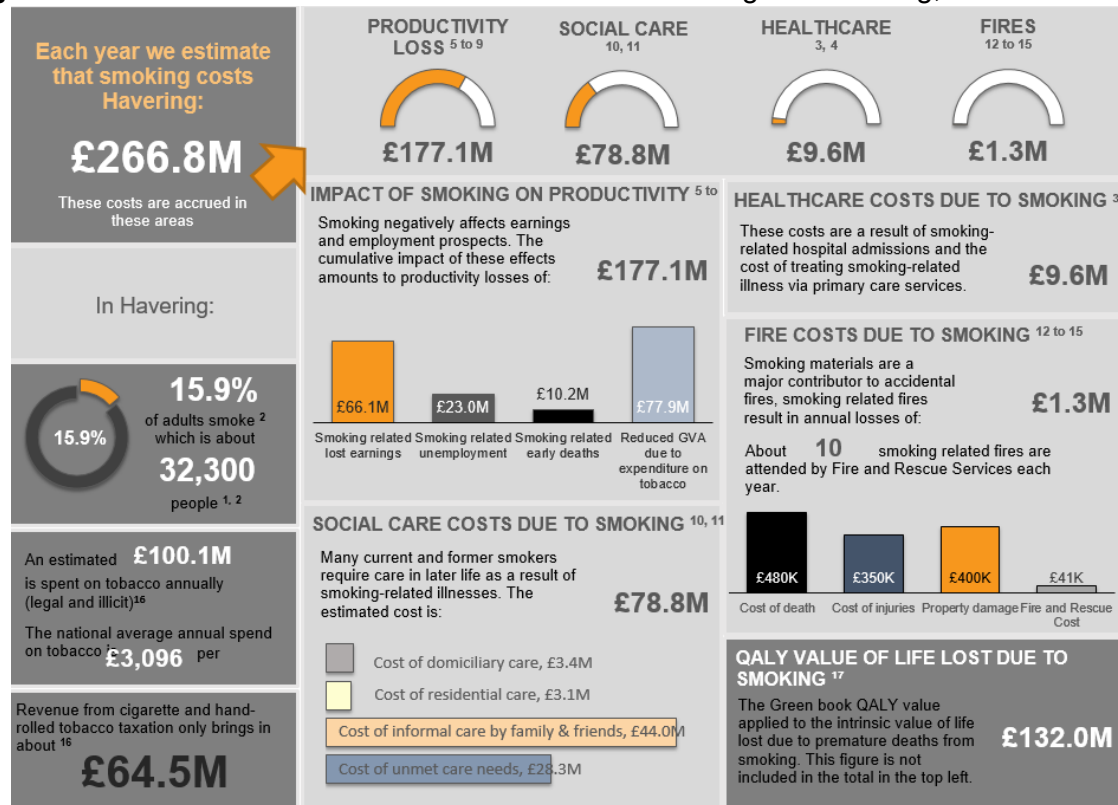 Each year we estimate
that smoking costs
Havering:
£266.8M
These costs are accrued in
these areas
PRODUCTIVITY
LOSS 5 to 9
£177.1M
SOCIAL CARE
10, 11
£78.8M
HEALTHCARE
3, 4
£9.6M
FIRES
12 to 15
£1.3M
In Havering:
15.9%
15.9%
of adults smoke 2
which is about
32,300
people 1, 2
An estimated £100.1M
is spent on tobacco annually
(legal and illicit)16
The national average annual spend
on tobacco £3,096 per
Revenue from cigarette and hand-
rolled tobacco taxation only brings in
about 16
£64.5M
IMPACT OF SMOKING ON PRODUCTIVITY 5 to
Smoking negatively affects earnings
and employment prospects. The
cumulative impact of these effects
amounts to productivity losses of:
£177.1M
£66.1M
£23.0M
£10.2M
£77.9M
Smoking related
lost earnings
Smoking related
unemployment
Smoking related
early deaths
Reduced GVA
due to
expenditure on
tobacco
SOCIAL CARE COSTS DUE TO SMOKING 10, 11
Many current and former smokers
require care in later life as a result of
smoking-related illnesses. The
estimated cost is:
£78.8M
Cost of domiciliary care, £3.4M
Cost of residential care, £3.1M
Cost of informal care by family & friends, £44.0M
Cost of unmet care needs, £28.3M
HEALTHCARE COSTS DUE TO SMOKING 3
These costs are a result of smoking-
related hospital admissions and the
cost of treating smoking-related
illness via primary care services.
£9.6M
FIRE COSTS DUE TO SMOKING 12 to 15
Smoking materials are a
major contributor to accidental
fires, smoking related fires
result in annual losses of:
£1.3M
About 10 smoking related fires are
attended by Fire and Rescue Services each
year.
£480K
£350K
£400K
£41K
Cost of death
Cost of injuries
Property damage
Fire and Rescue
Cost
QALY VALUE OF LIFE LOST DUE TO
SMOKING 17
The Green book QALY value
applied to the intrinsic value of life
lost due to premature deaths from
smoking. This figure is not
included in the total in the top left.
£132.0M